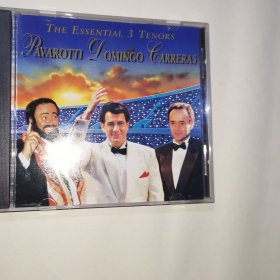 The Essential 3 Tenors
Pavarotti Domingo Carreras